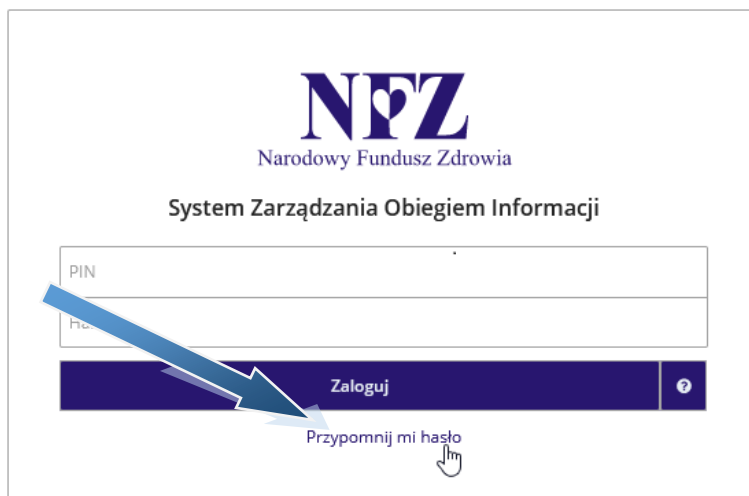 NFZ
Narodowy Fundusz Zdrowia
System Zarządzania Obiegiem Informacji
PIN
Zaloguj
Przypomnij mi hasło